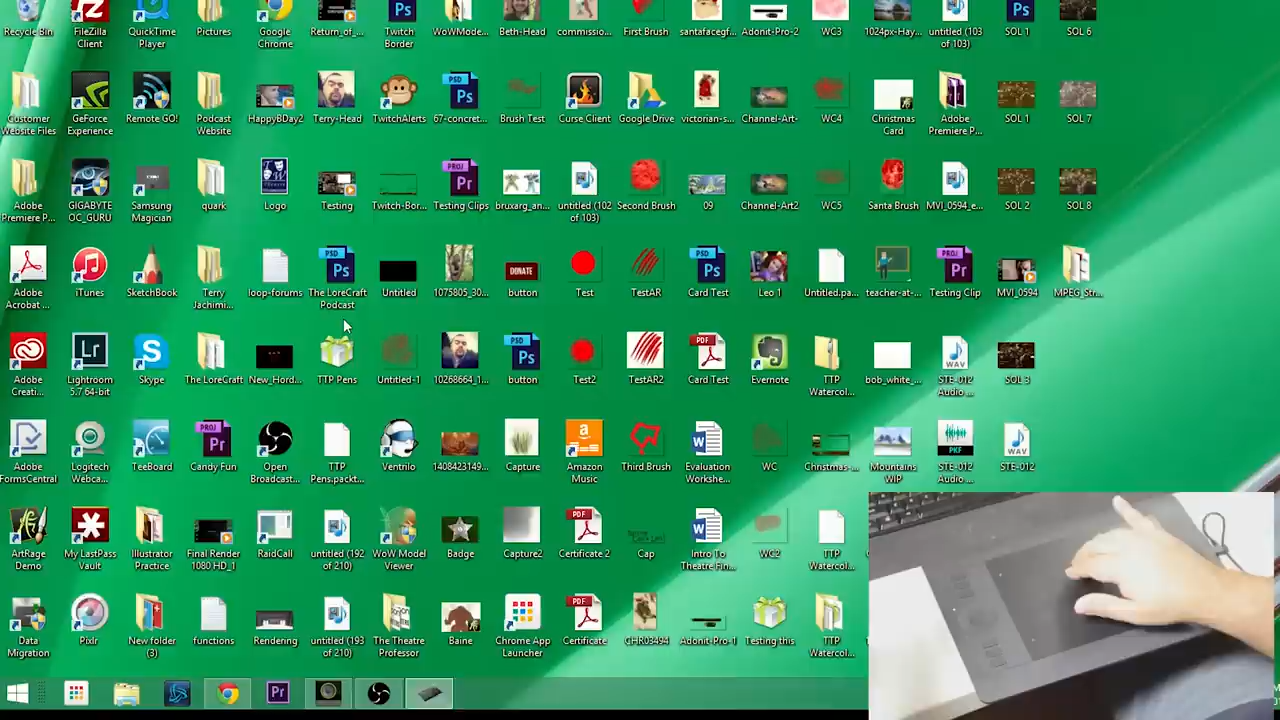 Recycle Bin
FileZilla
Client
QuickTime
Player
Pictures
Google
Chrome
Return_of_...
Twitch
Border
WoWMode...
Beth-Head
commissio...
First Brush
santafacegf...
Adonit-Pro-2
WC3
1024px-Hay...
untitled (103
of 103)
SOL 1
SOL 6
Customer
Website Files
GeForce
Experience
Remote GO!
Podcast
Website
HappyBDay2
Terry-Head
TwitchAlerts
67-concret...
Brush Test
Curse Client
Google Drive
victorian-s...
Channel-Art-
WC4
Christmas
Card
Adobe
Premiere P...
SOL 1
SOL 7
Adobe
Premiere P...
GIGABYTE
OC_GURU
Samsung
Magician
quark
Logo
Testing
Twitch-Bor...
Testing Clips
bruxarg_an...
untitled (102
of 103)
Second Brush
09
Channel-Art2
WC5
Santa Brush
MVI_0594_e...
SOL 2
SOL 8
Adobe
Acrobat ...
iTunes
SketchBook
Terry
Jachimi...
loop-forums
The LoreCraft
Podcast
Untitled
1075805_30...
DONATE
button
Test
TestAR
Card Test
Leo 1
Untitled.pa...
teacher-at-...
Testing Clip
MVI_0594
MPEG_Str...
Adobe
Creati...
Lightroom
5.7 64-bit
Skype
The LoreCraft
New_Hord...
TTP Pens
Untitled-1
10268664_1...
button
Test2
TestAR2
Card Test
Evernote
TTP
Watercol...
bob_white_...
STE-012
Audio ...
SOL 3
Adobe
FormsCentral
Logitech
Webca...
TeeBoard
Candy Fun
Open
Broadcast...
TTP
Pens.packt...
Ventrilo
1408423149...
Capture
Amazon
Music
Third Brush
Evaluation
Workshe...
WC
Christmas-...
Mountains
WIP
STE-012
Audio ...
STE-012
ArtRage
Demo
My LastPass
Vault
Illustrator
Practice
Final Render
1080 HD_1
RaidCall
untitled (192
of 210)
WoW Model
Viewer
Badge
Capture2
Certificate 2
Cap
Intro To
Theatre Fin...
WC2
TTP
Watercol...
Data
Migration
Pixlr
New folder
(3)
functions
Rendering
untitled (193
of 210)
The Theatre
Professor
Baine
Chrome App
Launcher
Certificate
CHR03494
Adonit-Pro-1
Testing this
TTP
Watercol...